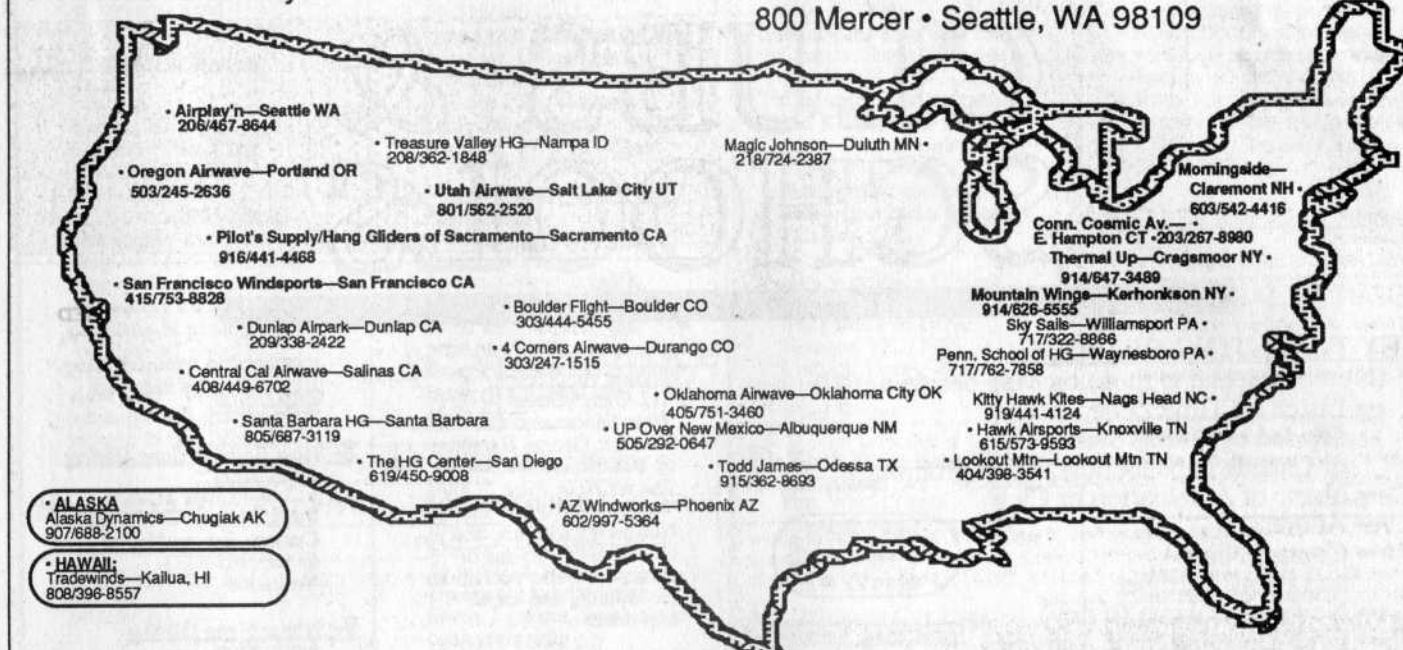 800 Mercer • Seattle, WA 98109
• Airplay'n—Seattle WA
206/467-8644
• Treasure Valley HG—Nampa ID
208/362-1848
Magic Johnson—Duluth MN •
218/724-2387
• Oregon Airwave—Portland OR
503/245-2636
• Utah Airwave—Salt Lake City UT
801/562-2520
Morningside—
Claremont NH •
603/542-4416
• Pilot's Supply/Hang Gliders of Sacramento—Sacramento CA
916/441-4468
Conn. Cosmic Av.— •
E. Hampton CT •203/267-8980
Thermal Up—Cragsmoor NY •
914/647-3489
• San Francisco Windsports—San Francisco CA
415/753-8828
Mountain Wings—Kerhonkson NY •
914/626-5555
• Boulder Flight—Boulder CO
303/444-5455
• Dunlap Airpark—Dunlap CA
209/338-2422
Sky Sails—Williamsport PA •
717/322-8866
• 4 Corners Airwave—Durango CO
303/247-1515
Penn. School of HG—Waynesboro PA •
717/762-7858
• Central Cal Airwave—Salinas CA
408/449-6702
• Oklahoma Airwave—Oklahoma City OK
405/751-3460
Kitty Hawk Kites—Nags Head NC •
919/441-4124
• Santa Barbara HG—Santa Barbara
805/687-3119
• UP Over New Mexico—Albuquerque NM
505/292-0647
• Hawk Airsports—Knoxville TN
615/573-9593
• The HG Center—San Diego
619/450-9008
• Todd James—Odessa TX
915/362-8693
• Lookout Mtn—Lookout Mtn TN
404/398-3541
• AZ Windworks—Phoenix AZ
602/997-5364
• ALASKA
Alaska Dynamics—Chugiak AK
907/688-2100
• HAWAII:
Tradewinds—Kailua, HI
808/396-8557